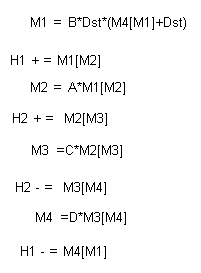 M1 = B*Dst*(M4[M1]+Dst)
H1 + = M1[M2]
M2 = A*M1[M2]
H2 + = M2[M3]
M3 =C*M2[M3]
H2 - = M3[M4]
M4 =D*M3[M4]
H1 - = M4[M1]